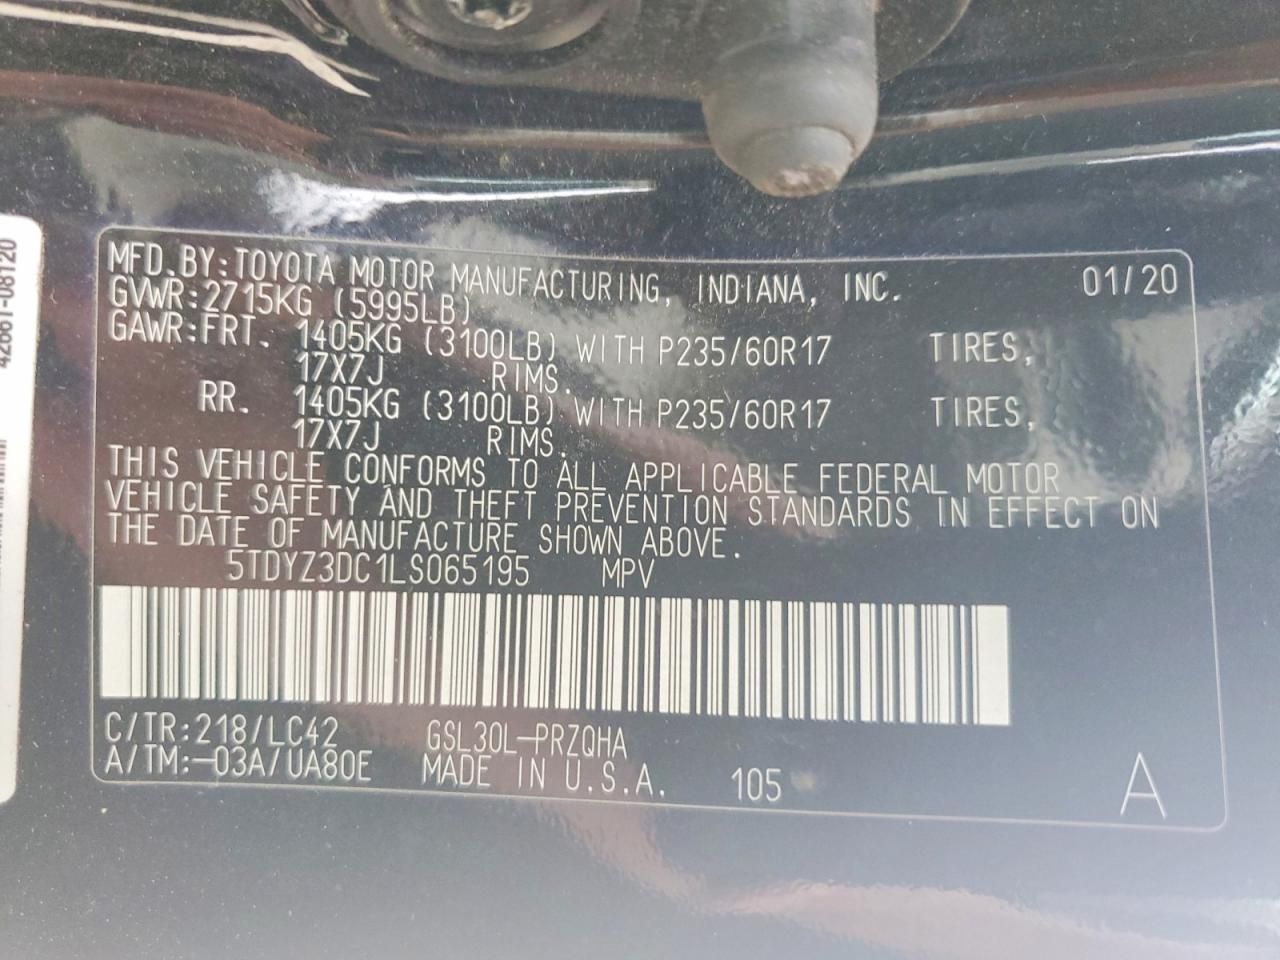 MFD.BY:TOYOTA MOTOR MANUFACTURING, INDIANA, INC. 01/20
GVWR:2715KG (5995LB)
GAWR:FRT. 1405KG (3100LB) WITH P235/60R17 TIRES,
17X7J RIMS.
RR. 1405KG (3100LB) WITH P235/60R17 TIRES,
17X7J RIMS.
THIS VEHICLE CONFORMS TO ALL APPLICABLE FEDERAL MOTOR
VEHICLE SAFETY AND THEFT PREVENTION STANDARDS IN EFFECT ON
THE DATE OF MANUFACTURE SHOWN ABOVE.
5TDYZ3DC1LS065195 MPV
C/TR:218/LC42 GSL30L-PRZQHA
A/TM:-03A/UA80E MADE IN U.S.A. 105 A
42661-08120